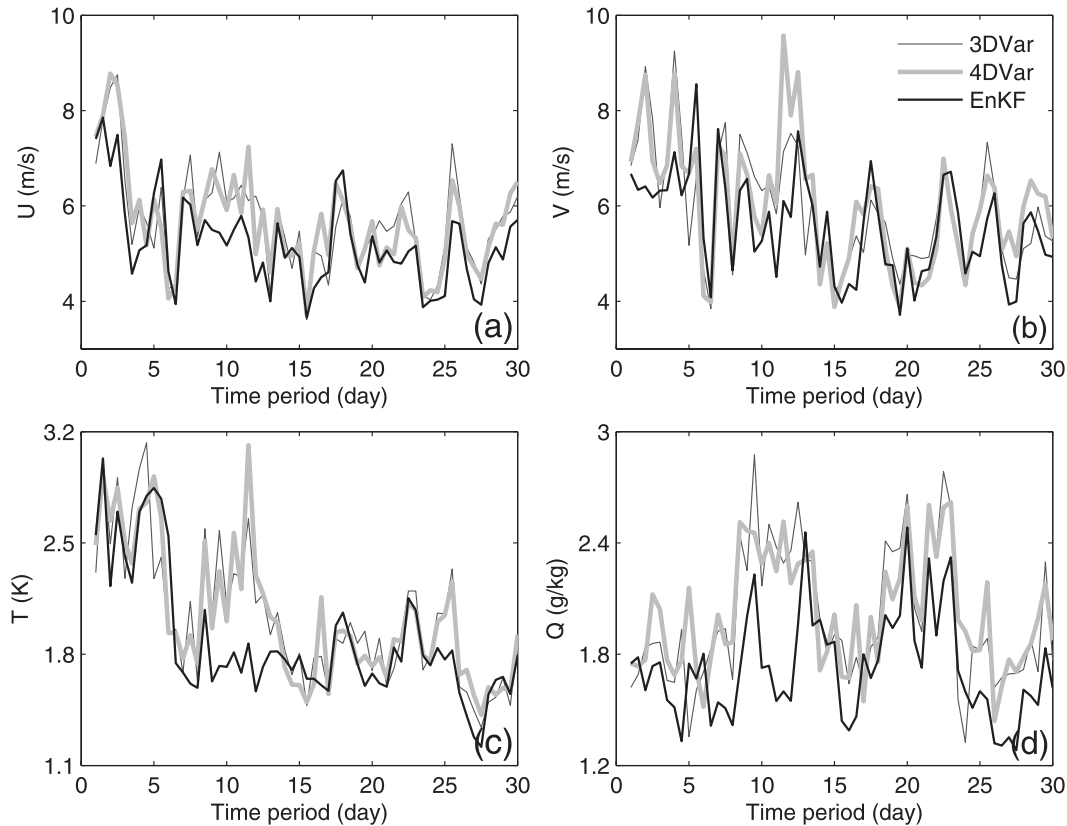 10
8
6
4
U (m/s)
(a)
0 5 10 15 20 25 30
Time period (day)
10
8
6
4
V (m/s)
3DVar
4DVar
EnKF
(b)
0 5 10 15 20 25 30
Time period (day)
3.2
2.5
1.8
1.1
T (K)
(c)
0 5 10 15 20 25 30
Time period (day)
3
2.4
1.8
1.2
Q (g/kg)
(d)
0 5 10 15 20 25 30
Time period (day)